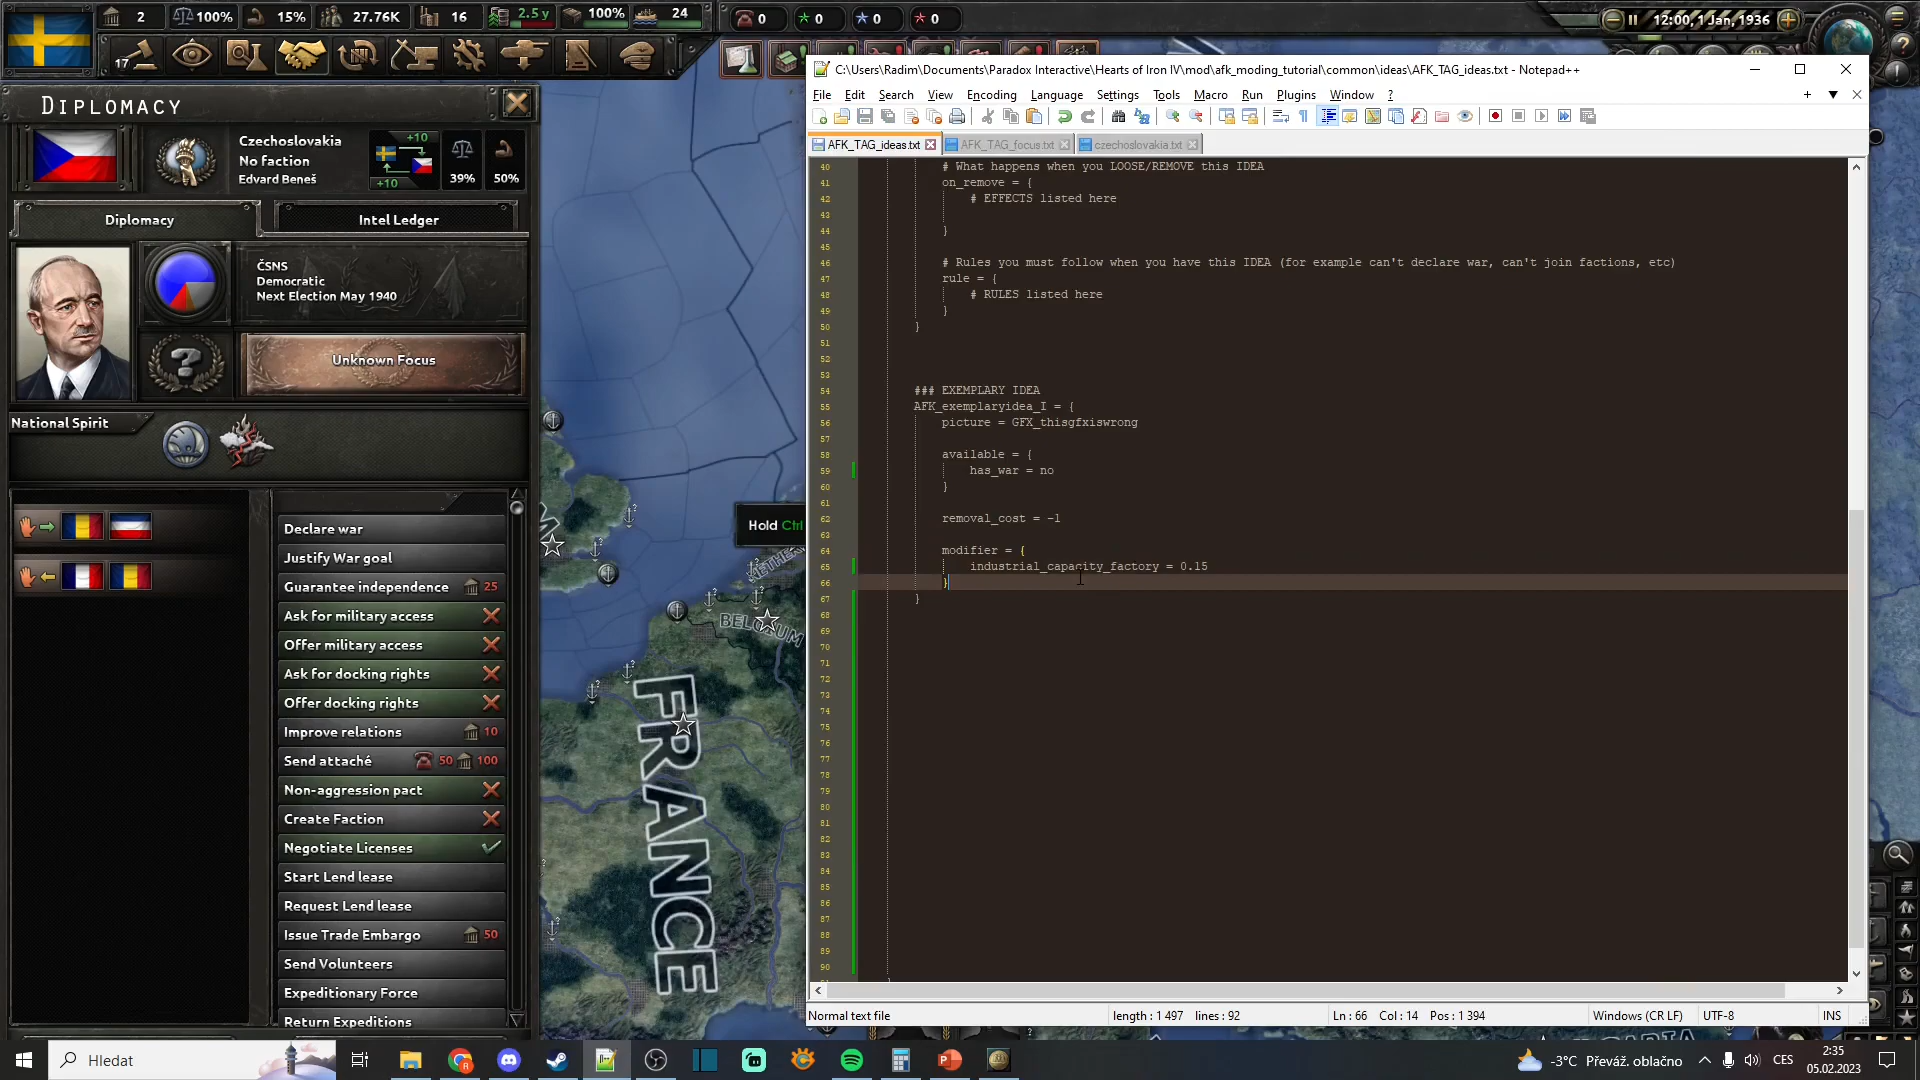 2
100%
15%
27.76K
16
2.5 y
100%
24
0
0
0
0
12:00, 1 Jan, 1936
17
DIPLOMACY
Czechoslovakia
No faction
Edvard Beneš
+10
+10
39%
50%
Diplomacy
Intel Ledger
ČSNS
Democratic
Next Election May 1940
Unknown Focus
National Spirit
Declare war
Justify War goal
Guarantee independence 25
Ask for military access
Offer military access
Ask for docking rights
Offer docking rights
Improve relations 10
Send attaché 50 100
Non-aggression pact
Create Faction
Negotiate Licenses
Start Lend lease
Request Lend lease
Issue Trade Embargo 50
Send Volunteers
Expeditionary Force
Return Expeditions
Hold Ctrl
BELGIUM
FRANCE
C:\Users\Radim\Documents\Paradox Interactive\Hearts of Iron IV\mod\afk_moding_tutorial\common\ideas\AFK_TAG_ideas.txt - Notepad++
File Edit Search View Encoding Language Settings Tools Macro Run Plugins Window ?
AFK_TAG_ideas.txt AFK_TAG_focus.txt czechoslovakia.txt
40 # What happens when you LOOSE/REMOVE this IDEA
41 on_remove = {
42 # EFFECTS listed here
43
44 }
45
46 # Rules you must follow when you have this IDEA (for example can't declare war, can't join factions, etc)
47 rule = {
48 # RULES listed here
49 }
50 }
51
52
53
54 ### EXEMPLARY IDEA
55 AFK_exemplaryidea_I = {
56 picture = GFX_thisgfxiswrong
57
58 available = {
59 has_war = no
60 }
61
62 removal_cost = -1
63
64 modifier = {
65 industrial_capacity_factory = 0.15
66 }
67 }
68
69
70
71
72
73
74
75
76
77
78
79
80
81
82
83
84
85
86
87
88
89
90
Normal text file length : 1 497 lines : 92 Ln : 66 Col : 14 Pos : 1 394 Windows (CR LF) UTF-8 INS
Hledat
-3°C Převáž. oblačno
CES
2:35
05.02.2023